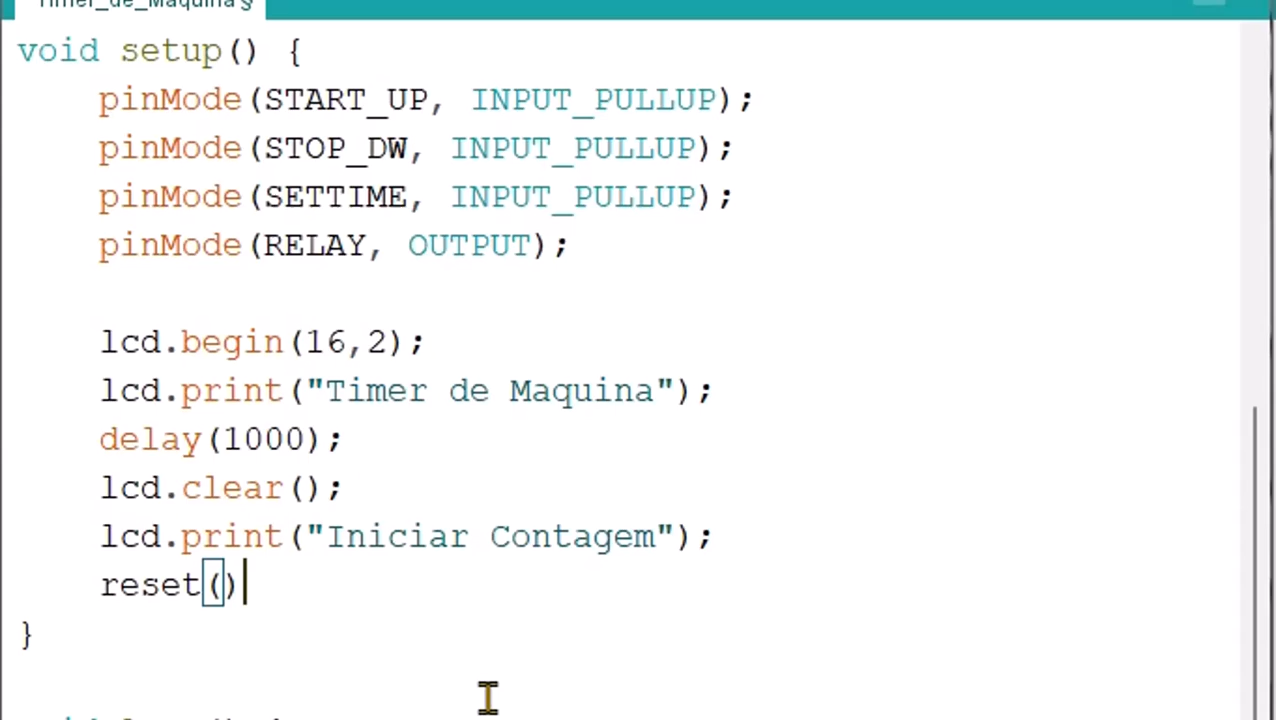 Timer_de_Maquina§
void setup() {
pinMode(START_UP, INPUT_PULLUP);
pinMode(STOP_DW, INPUT_PULLUP);
pinMode(SETTIME, INPUT_PULLUP);
pinMode(RELAY, OUTPUT);
lcd.begin(16,2);
lcd.print("Timer de Maquina");
delay(1000);
lcd.clear();
lcd.print("Iniciar Contagem");
reset()
}